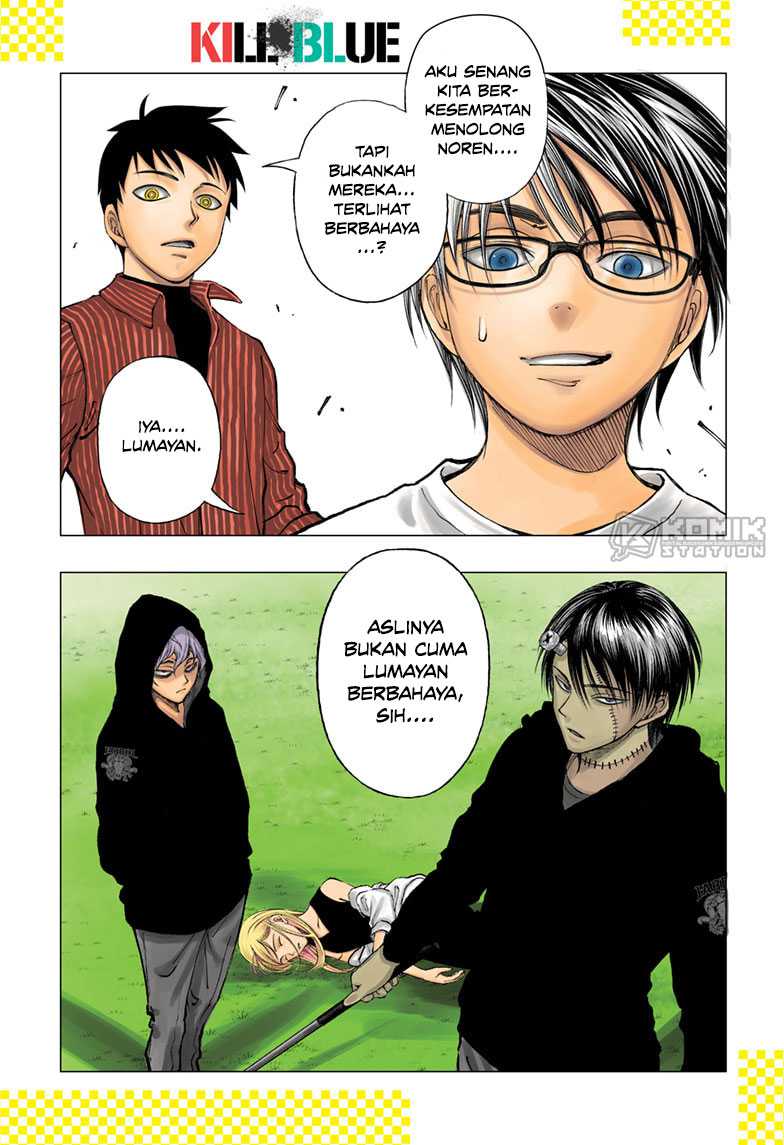 KILL BLUE
AKU SENANG
KITA BER-
KESEMPATAN
MENOLONG
NOREN....
TAPI
BUKANKAH
MEREKA...
TERLIHAT
BERBAHAYA
...?
IYA....
LUMAYAN.
KOMIK
STATION
ASLINYA
BUKAN CUMA
LUMAYAN
BERBAHAYA,
SIH....